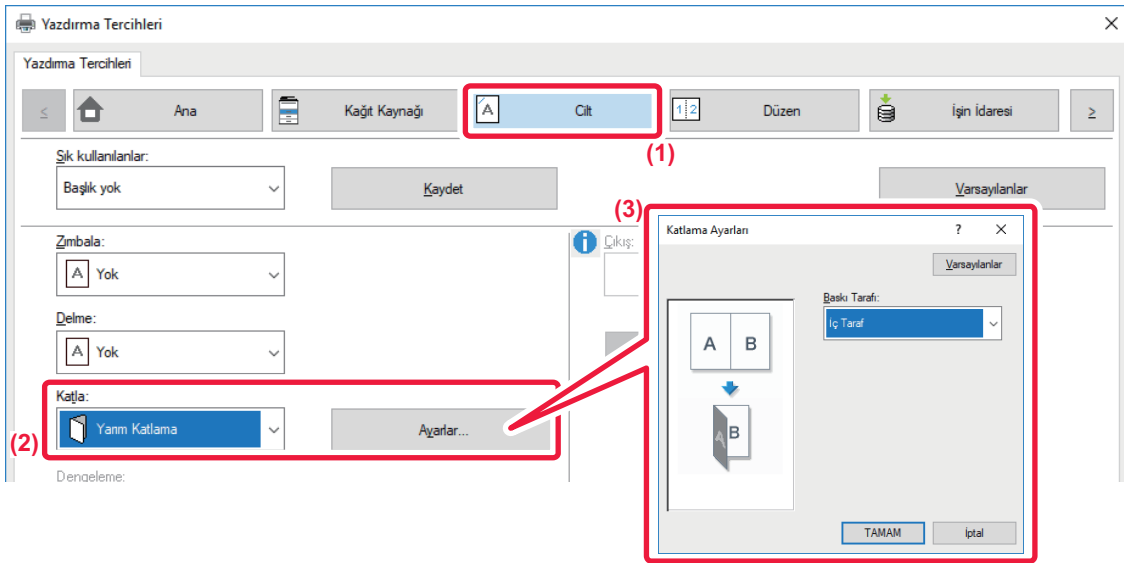 Yazdırma Tercihleri
Yazdırma Tercihleri
≤
Ana
Kağıt Kaynağı
A
Cilt
1 2
Düzen
İşin İdaresi
≥
(1)
Sık kullanılanlar:
Başlık yok
Kaydet
Varsayılanlar
(3)
Zımbala:
A Yok
i
Çıkış:
Delme:
A Yok
Katla:
(2)
Yarım Katlama
Ayarlar...
Dengeleme:
Katlama Ayarları
?
Varsayılanlar
Baskı Tarafı:
İç Taraf
A B
A B
TAMAM
İptal